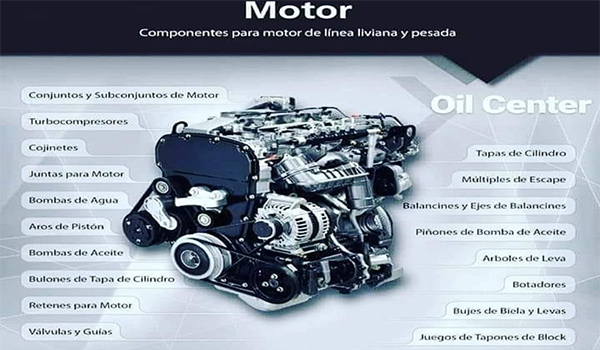 Motor
Componentes para motor de línea liviana y pesada
Oil Center
Conjuntos y Subconjuntos de Motor
Turbocompresores
Cojinetes
Juntas para Motor
Bombas de Agua
Aros de Pistón
Bombas de Aceite
Bulones de Tapa de Cilindro
Retenes para Motor
Válvulas y Guías
Tapas de Cilindro
Múltiples de Escape
Balancines y Ejes de Balancines
Piñones de Bomba de Aceite
Arboles de Leva
Botadores
Bujes de Biela y Levas
Juegos de Tapones de Block